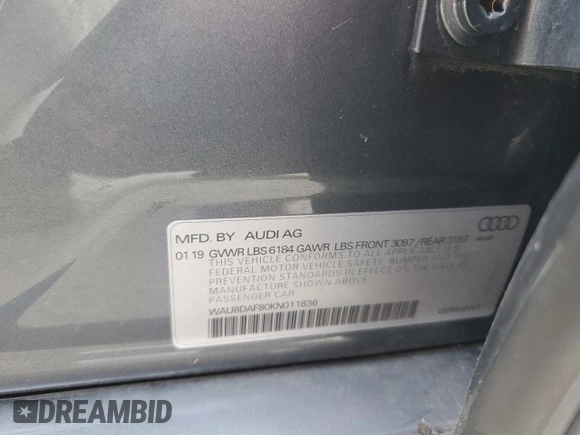 MFD. BY AUDI AG
01 19 GVWR LBS 6184 GAWR LBS FRONT 3097 / REAR 3197
THIS VEHICLE CONFORMS TO ALL APPLICABLE U.S.
FEDERAL MOTOR VEHICLE SAFETY, BUMPER AND THEFT
PREVENTION STANDARDS IN EFFECT ON THE DATE OF
MANUFACTURE SHOWN ABOVE.
PASSENGER CAR
WAU8DAF80KN011836
Audi
DREAMBID